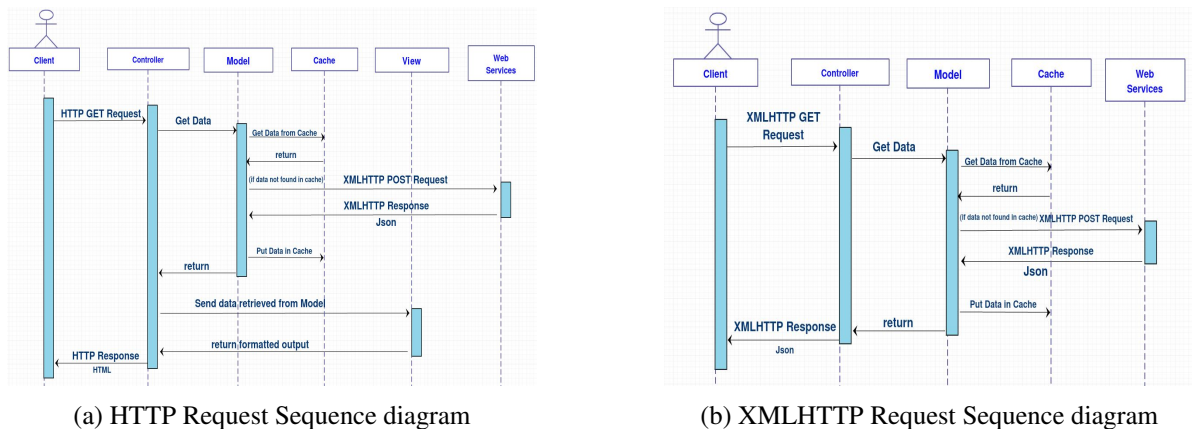 Client
Controller
Model
Cache
View
Web
Services
HTTP GET Request
Get Data
Get Data from Cache
return
(if data not found in cache)
XMLHTTP POST Request
XMLHTTP Response
Json
Put Data in Cache
return
Send data retrieved from Model
return formatted output
HTTP Response
HTML
(a) HTTP Request Sequence diagram
Client
Controller
Model
Cache
Web
Services
XMLHTTP GET
Request
Get Data
Get Data from Cache
return
(if data not found in cache) XMLHTTP POST Request
XMLHTTP Response
Json
Put Data in Cache
return
XMLHTTP Response
Json
(b) XMLHTTP Request Sequence diagram